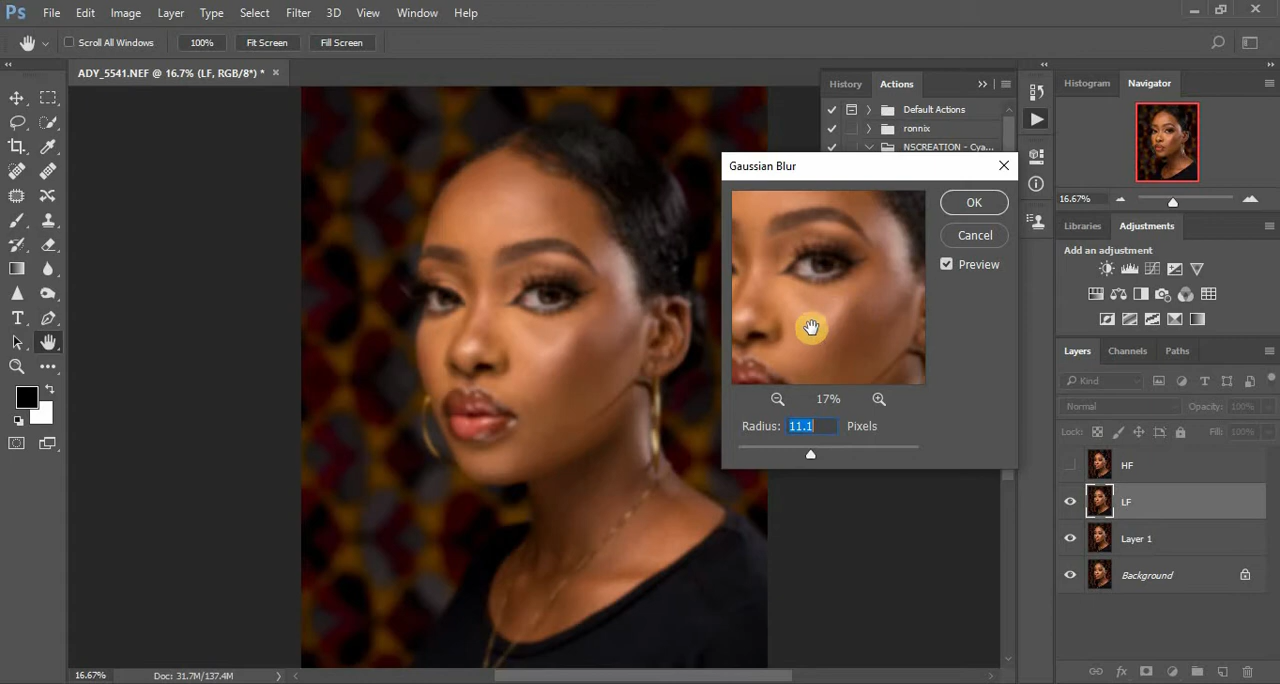 Ps File Edit Image Layer Type Select Filter 3D View Window Help
Scroll All Windows 100% Fit Screen Fill Screen
ADY_5541.NEF @ 16.7% (LF, RGB/8*) * ×
History Actions
Default Actions
ronnix
NSCREATION - Cya...
Gaussian Blur
OK
Cancel
Preview
17%
Radius: 11.1 Pixels
Histogram Navigator
16.67%
Libraries Adjustments
Add an adjustment
Layers Channels Paths
Kind
Normal Opacity: 100%
Lock: Fill: 100%
HF
LF
Layer 1
Background
16.67% Doc: 31.7M/137.4M